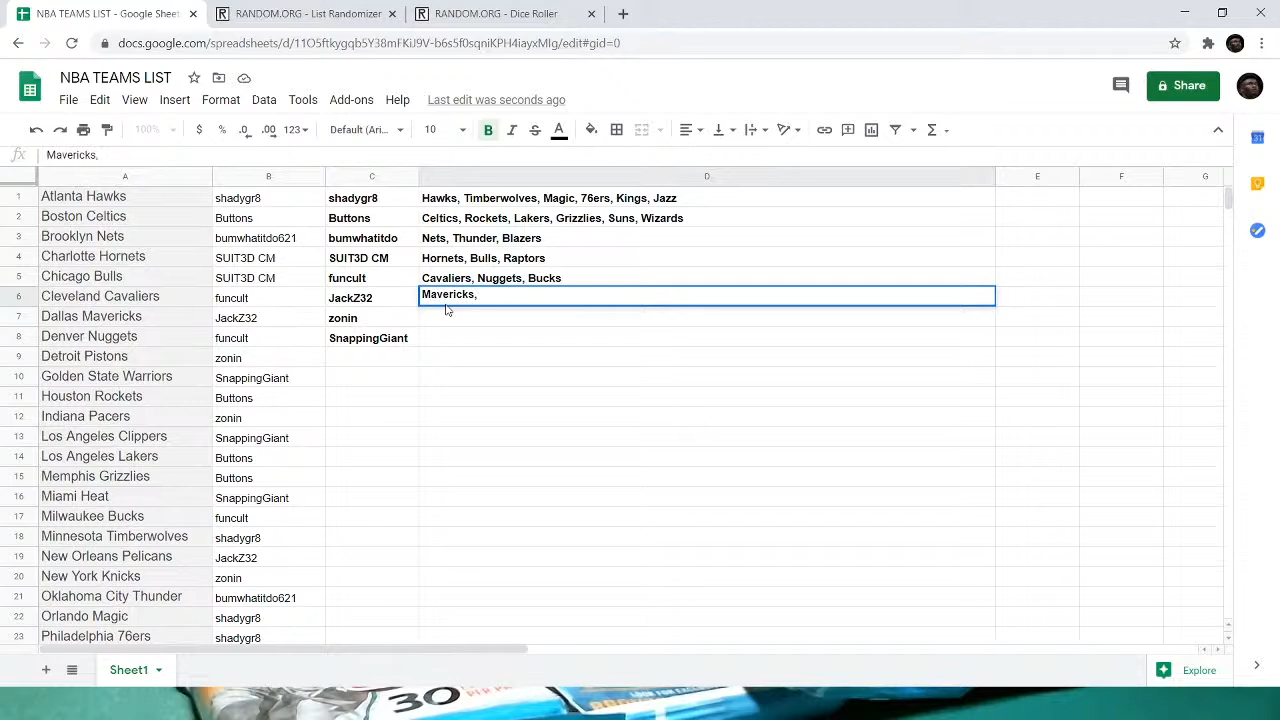 NBA TEAMS LIST - Google Sheet
RANDOM.ORG - List Randomizer
RANDOM.ORG - Dice Roller
NBA TEAMS LIST
File Edit View Insert Format Data Tools Add-ons Help Last edit was seconds ago
Share
100% $ % .0 .00 123 Default (Ari... 10 B I S A Σ
fx Mavericks,
A B C D E F G
1 Atlanta Hawks shadygr8 shadygr8 Hawks, Timberwolves, Magic, 76ers, Kings, Jazz
2 Boston Celtics Buttons Buttons Celtics, Rockets, Lakers, Grizzlies, Suns, Wizards
3 Brooklyn Nets bumwhatitdo621 bumwhatitdo Nets, Thunder, Blazers
4 Charlotte Hornets SUIT3D CM SUIT3D CM Hornets, Bulls, Raptors
5 Chicago Bulls SUIT3D CM funcult Cavaliers, Nuggets, Bucks
6 Cleveland Cavaliers funcult JackZ32 Mavericks,
7 Dallas Mavericks JackZ32 zonin
8 Denver Nuggets funcult SnappingGiant
9 Detroit Pistons zonin
10 Golden State Warriors SnappingGiant
11 Houston Rockets Buttons
12 Indiana Pacers zonin
13 Los Angeles Clippers SnappingGiant
14 Los Angeles Lakers Buttons
15 Memphis Grizzlies Buttons
16 Miami Heat SnappingGiant
17 Milwaukee Bucks funcult
18 Minnesota Timberwolves shadygr8
19 New Orleans Pelicans JackZ32
20 New York Knicks zonin
21 Oklahoma City Thunder bumwhatitdo621
22 Orlando Magic shadygr8
23 Philadelphia 76ers shadygr8
Sheet1
Explore
30